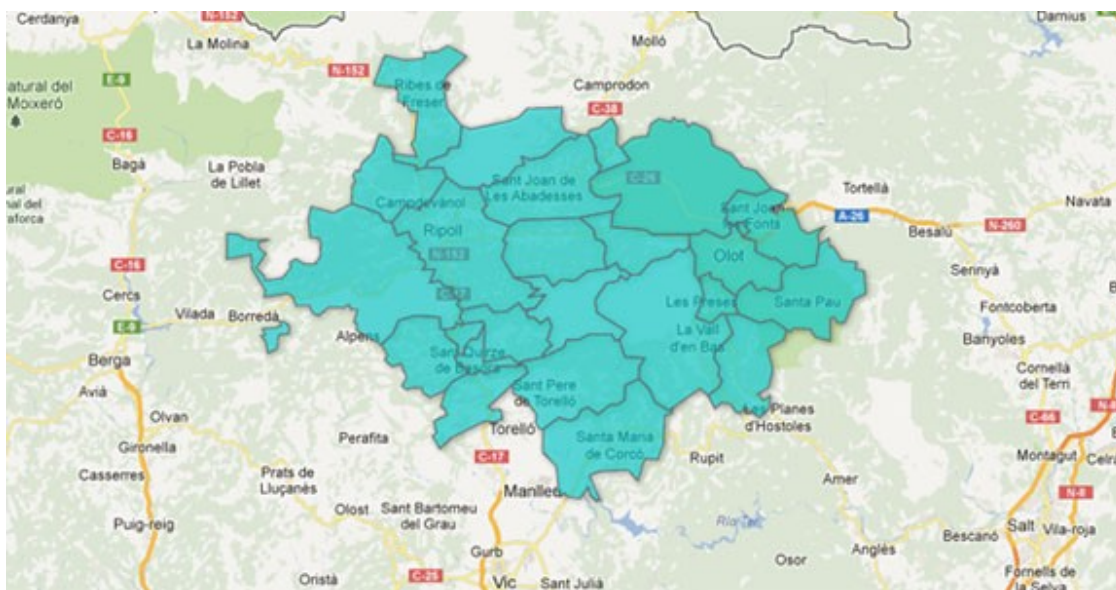 N-152
Cerdanya
Darnius
La Molina
Molló
N-152
E-9
Ribes de
Freser
Camprodon
atural del
Moixeró
C-38
C-16
Bagà
La Pobla
de Lillet
C-26
Sant Joan de
Les Abadesses
Tortellà
Campdevànol
Navata
Sant Joan
les Fonts
A-26
Besalú
N-260
Ripoll
Olot
N-152
C-16
Serinyà
C-17
Cercs
Les Preses
Santa Pau
Fontcoberta
Vilada
Borredà
E-9
Alpens
La Vall
d'en Bas
Banyoles
Berga
Sant Quirze
de Besora
Cornellà
del Terri
Avià
Sant Pere
de Torelló
Olvan
Les Planes
d'Hostoles
C-66
Perafita
Torelló
Santa Maria
de Corcó
Gironella
C-17
Rupit
Montagut
Celrà
Casserres
Prats de
Lluçanès
Amer
Manlleu
N-II
Olost
Sant Bartomeu
del Grau
Puig-reig
Salt
Vila-roja
Bescanó
Gurb
Anglès
Osor
Oristà
C-25
Vic
Sant Julià
Fornells de
la Selva